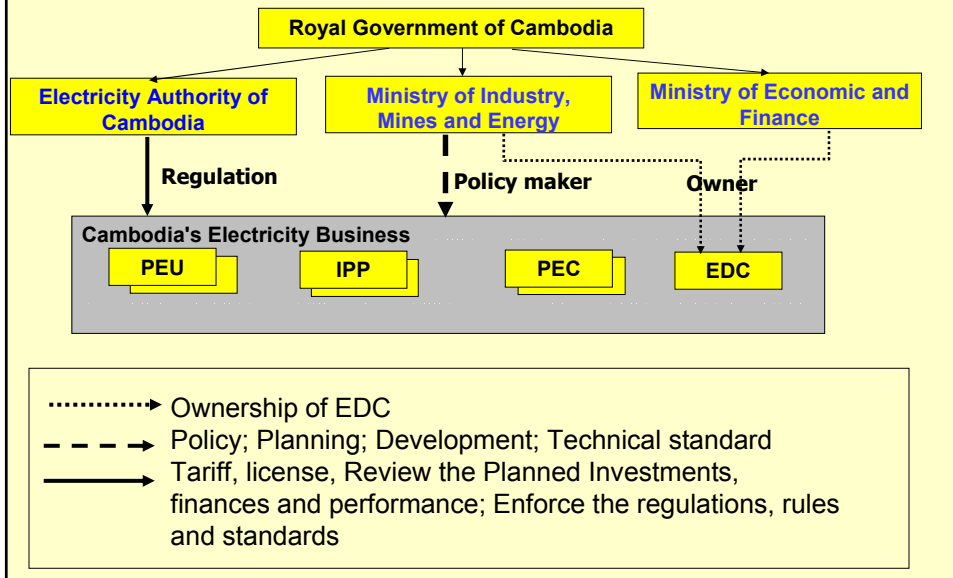 Royal Government of Cambodia
Electricity Authority of
Cambodia
Ministry of Industry,
Mines and Energy
Ministry of Economic and
Finance
Regulation
Policy maker
Owner
Cambodia's Electricity Business
PEU
IPP
PEC
EDC
Ownership of EDC
Policy; Planning; Development; Technical standard
Tariff, license, Review the Planned Investments,
finances and performance; Enforce the regulations, rules
and standards